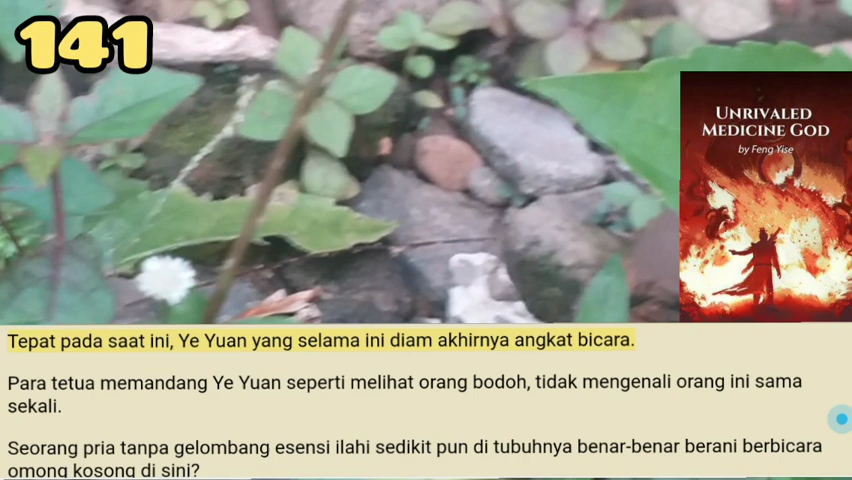 141
UNRIVALED
MEDICINE GOD
by Feng Yise
Tepat pada saat ini, Ye Yuan yang selama ini diam akhirnya angkat bicara.
Para tetua memandang Ye Yuan seperti melihat orang bodoh, tidak mengenali orang ini sama
sekali.
Seorang pria tanpa gelombang esensi ilahi sedikit pun di tubuhnya benar-benar berani berbicara
omong kosong di sini?